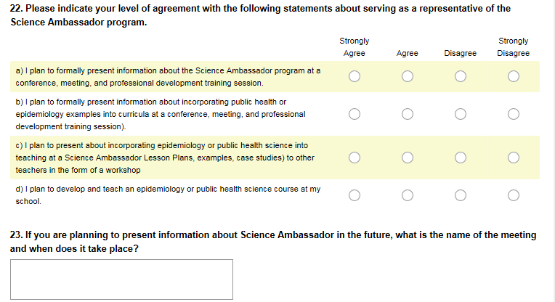 22. Please indicate your level of agreement with the following statements about serving as a representative of the
Science Ambassador program.
Strongly
Agree
Agree
Disagree
Strongly
Disagree
a) I plan to formally present information about the Science Ambassador program at a
conference, meeting, and professional development training session.
b) I plan to formally present information about incorporating public health or
epidemiology examples into curricula at a conference, meeting, and professional
development training session).
c) I plan to present about incorporating epidemiology or public health science into
teaching at a Science Ambassador Lesson Plans, examples, case studies) to other
teachers in the form of a workshop
d) I plan to develop and teach an epidemiology or public health science course at my
school.
23. If you are planning to present information about Science Ambassador in the future, what is the name of the meeting
and when does it take place?